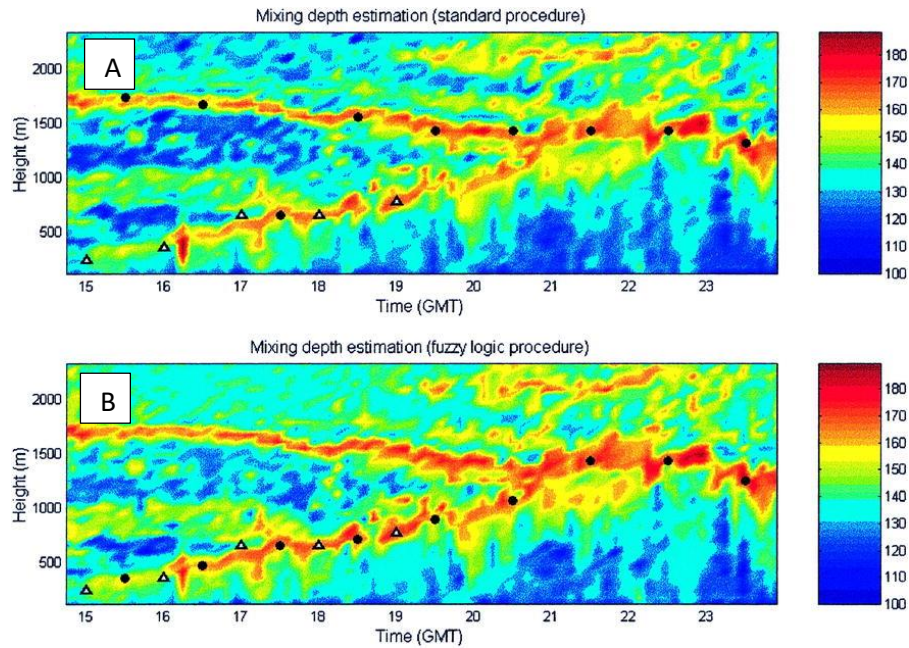 Mixing depth estimation (standard procedure)
A
2000
1500
1000
500
Height (m)
15 16 17 18 19 20 21 22 23
Time (GMT)
180
170
160
150
140
130
120
110
100
Mixing depth estimation (fuzzy logic procedure)
B
2000
1500
1000
500
Height (m)
15 16 17 18 19 20 21 22 23
Time (GMT)
180
170
160
150
140
130
120
110
100